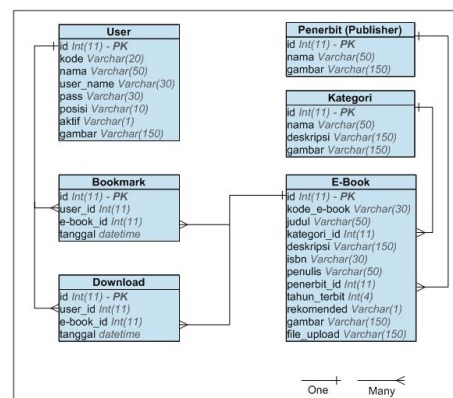 User
id Int(11) - PK
kode Varchar(20)
nama Varchar(50)
user_name Varchar(30)
pass Varchar(30)
posisi Varchar(10)
aktif Varchar(1)
gambar Varchar(150)
Penerbit (Publisher)
id Int(11) - PK
nama Varchar(50)
gambar Varchar(150)
Kategori
id Int(11) - PK
nama Varchar(50)
deskripsi Varchar(150)
gambar Varchar(150)
Bookmark
id Int(11) - PK
user_id Int(11)
e-book_id Int(11)
tanggal datetime
E-Book
id Int(11) - PK
kode_e-book Varchar(30)
judul Varchar(50)
kategori_id Int(11)
deskripsi Varchar(150)
isbn Varchar(30)
penulis Varchar(50)
penerbit_id Int(11)
tahun_terbit Int(4)
rekomended Varchar(1)
gambar Varchar(150)
file_upload Varchar(150)
Download
id Int(11) - PK
user_id Int(11)
e-book_id Int(11)
tanggal datetime
One
Many